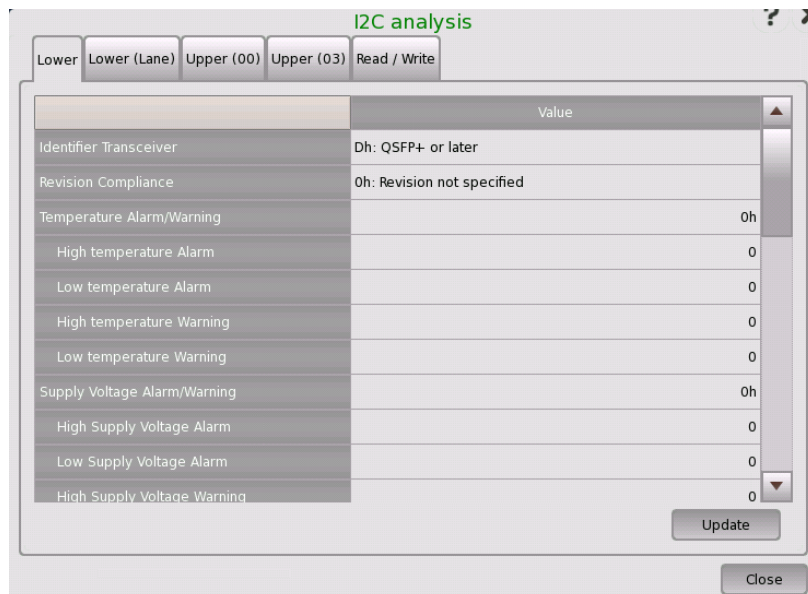 I2C analysis
?
Lower Lower (Lane) Upper (00) Upper (03) Read / Write
Value
Identifier Transceiver Dh: QSFP+ or later
Revision Compliance 0h: Revision not specified
Temperature Alarm/Warning 0h
High temperature Alarm 0
Low temperature Alarm 0
High temperature Warning 0
Low temperature Warning 0
Supply Voltage Alarm/Warning 0h
High Supply Voltage Alarm 0
Low Supply Voltage Alarm 0
High Supply Voltage Warning 0
Update
Close